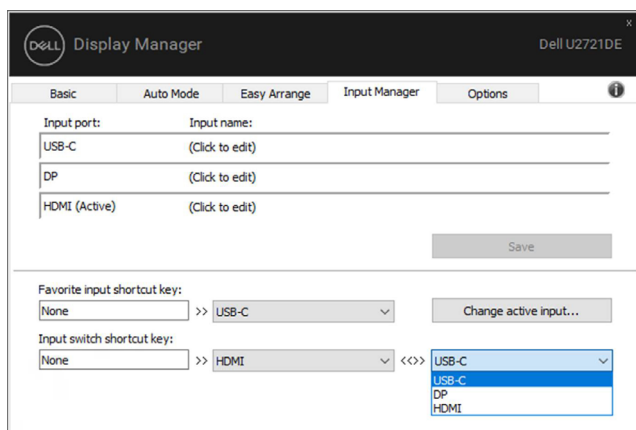 x
DELL Display Manager Dell U2721DE
Basic Auto Mode Easy Arrange Input Manager Options i
Input port: Input name:
USB-C (Click to edit)
DP (Click to edit)
HDMI (Active) (Click to edit)
Save
Favorite input shortcut key:
None >> USB-C Change active input...
Input switch shortcut key:
None >> HDMI <<>> USB-C
USB-C
DP
HDMI